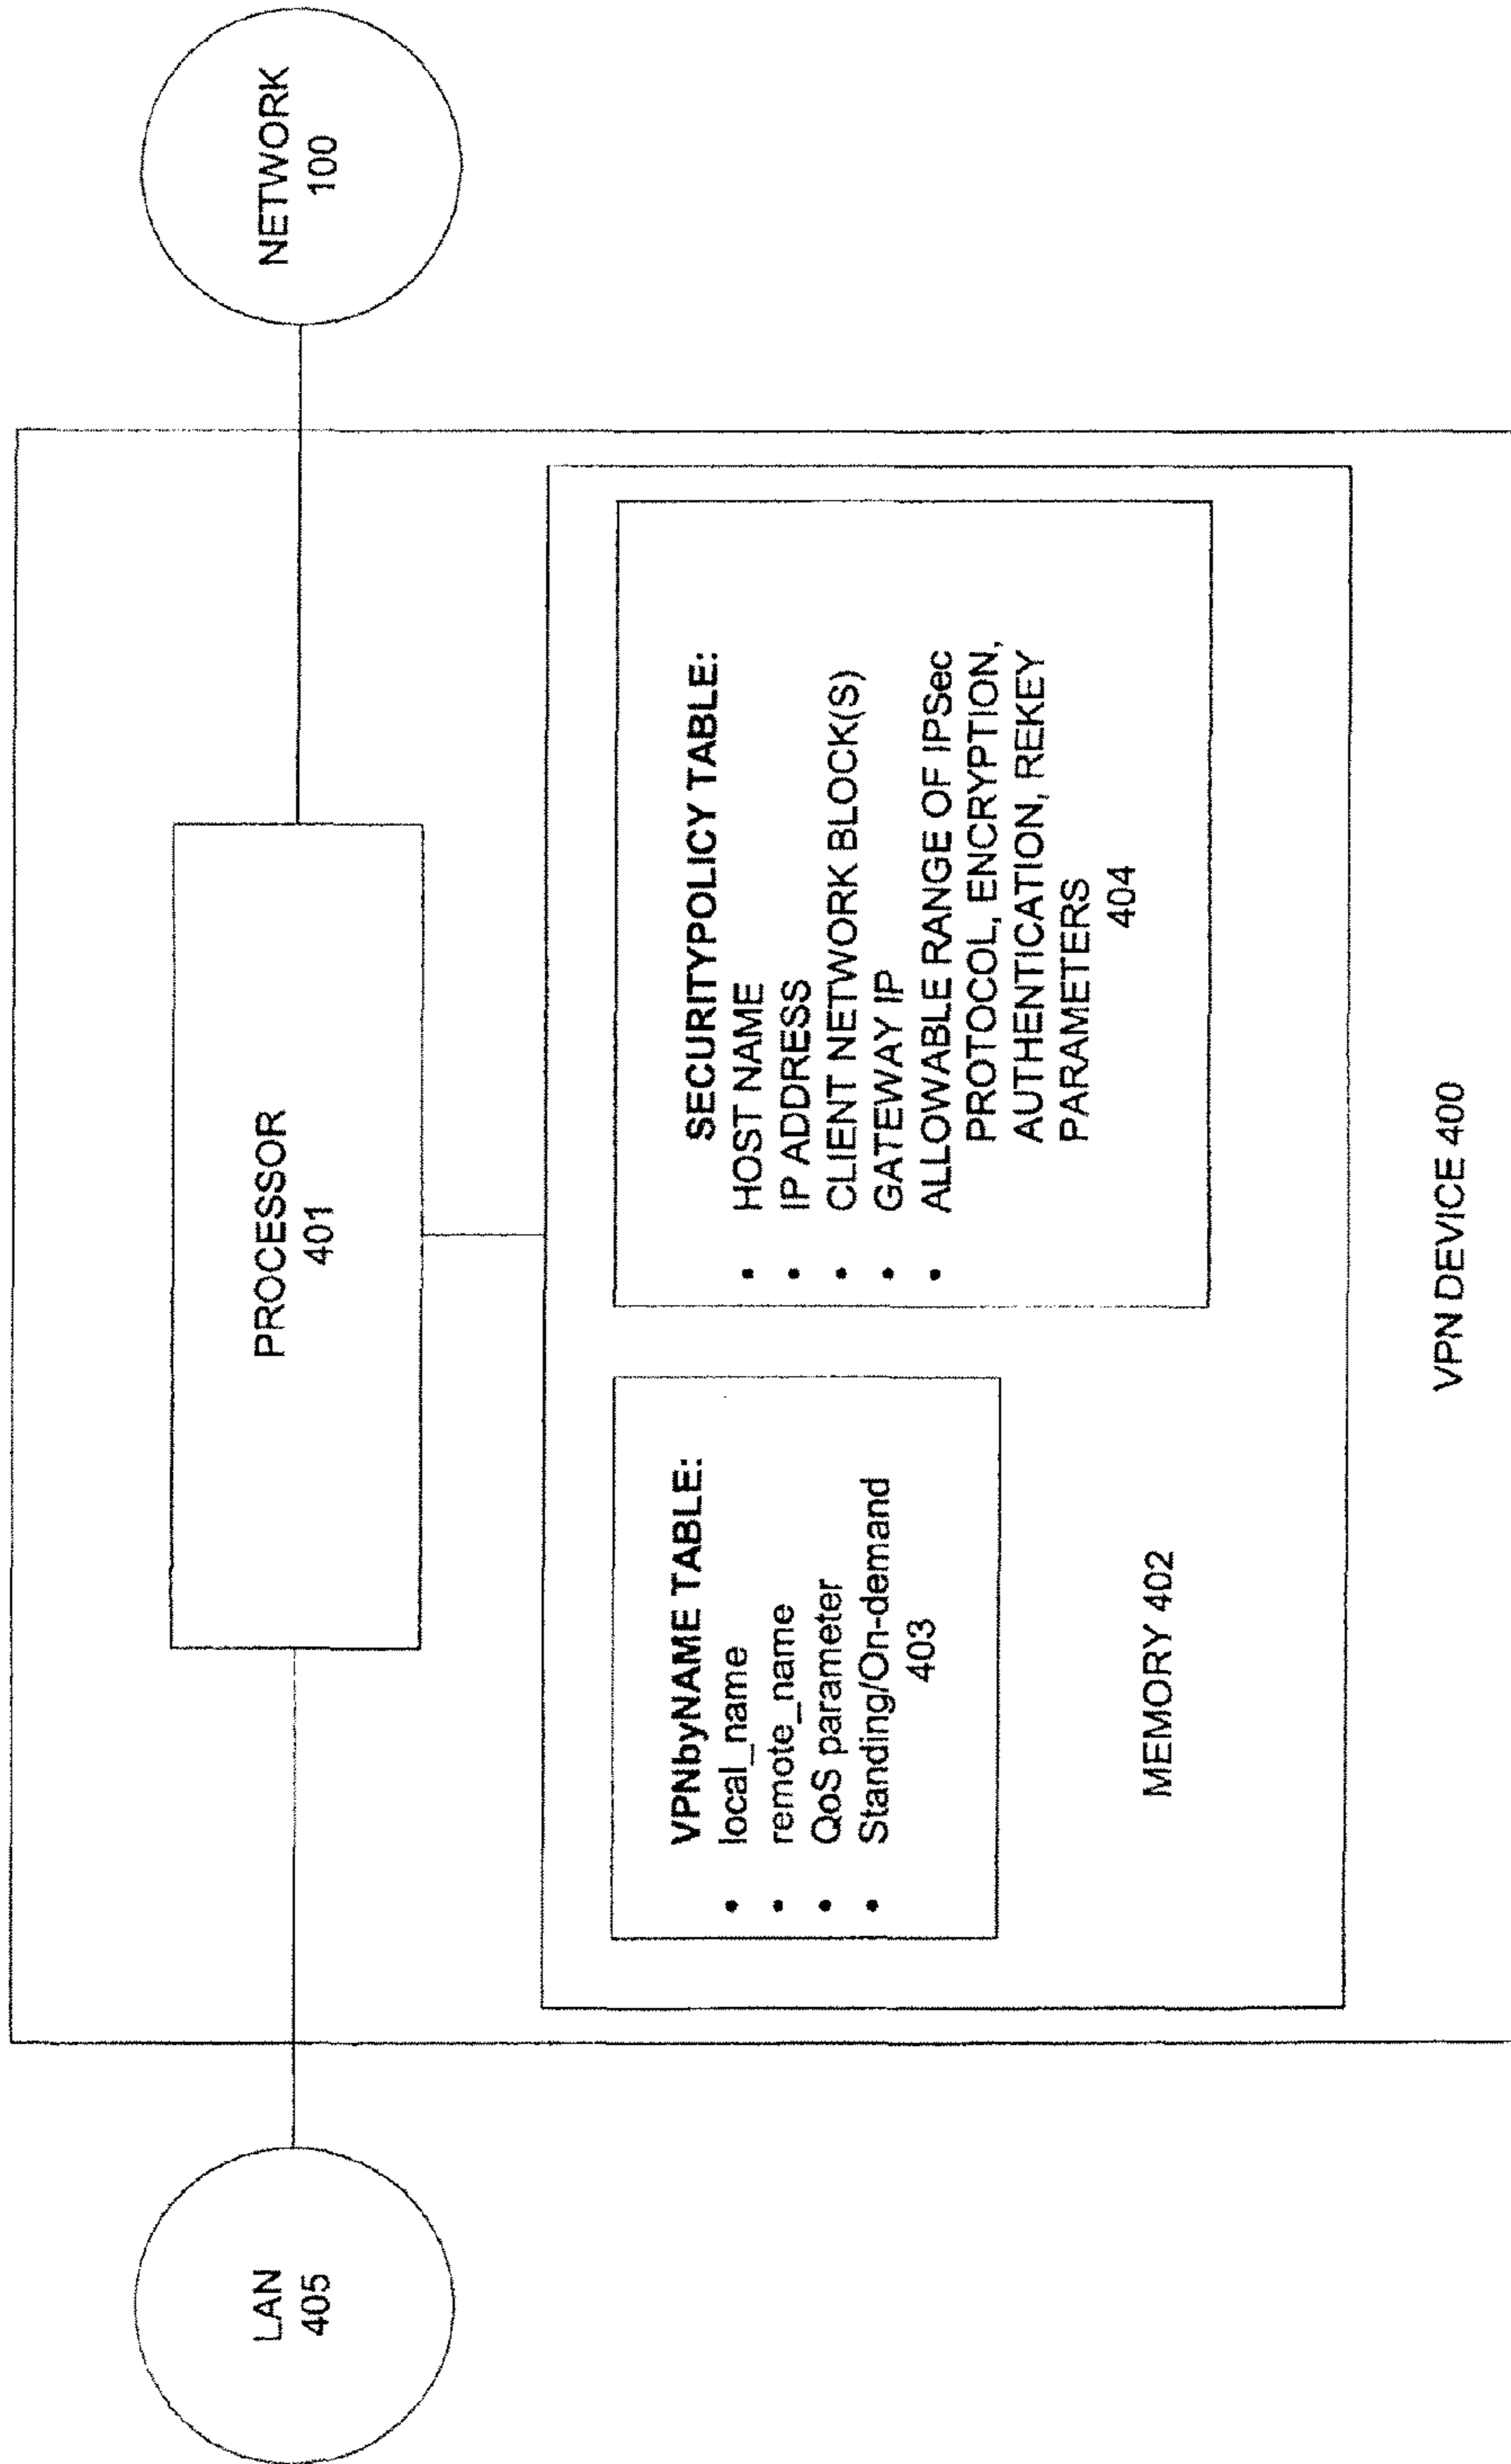 LAN
405
PROCESSOR
401
NETWORK
100
VPNbyNAME TABLE:
• local_name
• remote_name
• QoS parameter
• Standing/On-demand
403
SECURITYPOLICY TABLE:
• HOST NAME
• IP ADDRESS
• CLIENT NETWORK BLOCK(S)
• GATEWAY IP
• ALLOWABLE RANGE OF IPSec
PROTOCOL, ENCRYPTION,
AUTHENTICATION, REKEY
PARAMETERS
404
MEMORY 402
VPN DEVICE 400